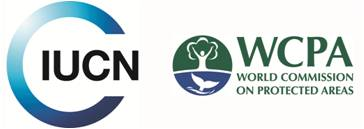 IUCN
WCPA
WORLD COMMISSION
ON PROTECTED AREAS